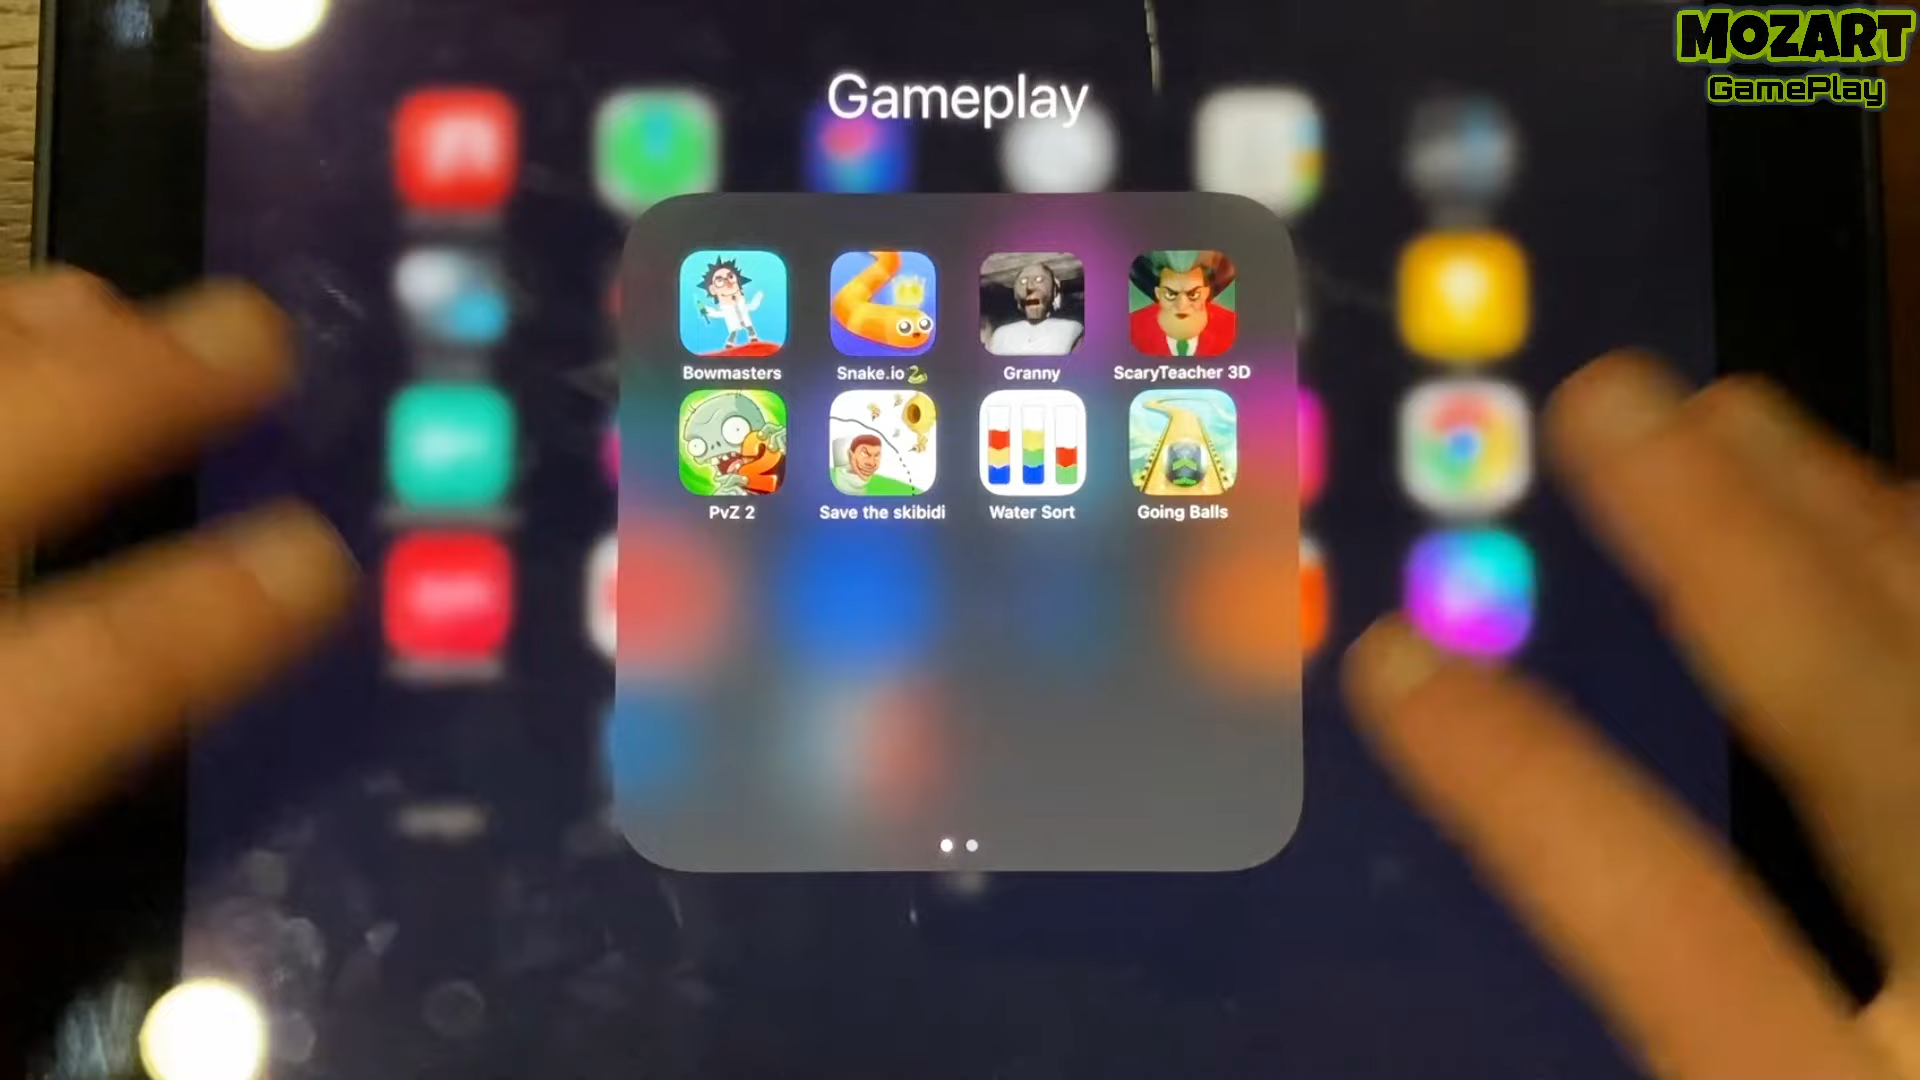 MOZART
GamePlay
Gameplay
Bowmasters
Snake.io
Granny
ScaryTeacher 3D
PvZ 2
Save the skibidi
Water Sort
Going Balls